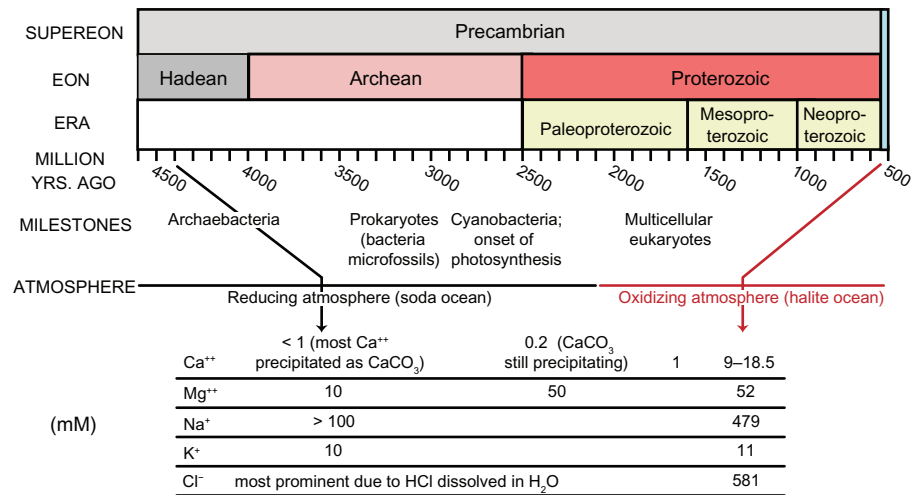 SUPEREON Precambrian
EON Hadean Archean Proterozoic
ERA Paleoproterozoic Mesopro-
terozoic Neopro-
terozoic
MILLION
YRS. AGO 4500 4000 3500 3000 2500 2000 1500 1000 500
MILESTONES Archaebacteria
Prokaryotes
(bacteria
microfossils)
Cyanobacteria;
onset of
photosynthesis
Multicellular
eukaryotes
ATMOSPHERE Reducing atmosphere (soda ocean) Oxidizing atmosphere (halite ocean)
(mM)
Ca⁺⁺ < 1 (most Ca⁺⁺
precipitated as CaCO₃) 0.2 (CaCO₃
still precipitating) 1 9–18.5
Mg⁺⁺ 10 50 52
Na⁺ > 100 479
K⁺ 10 11
Cl⁻ most prominent due to HCl dissolved in H₂O 581